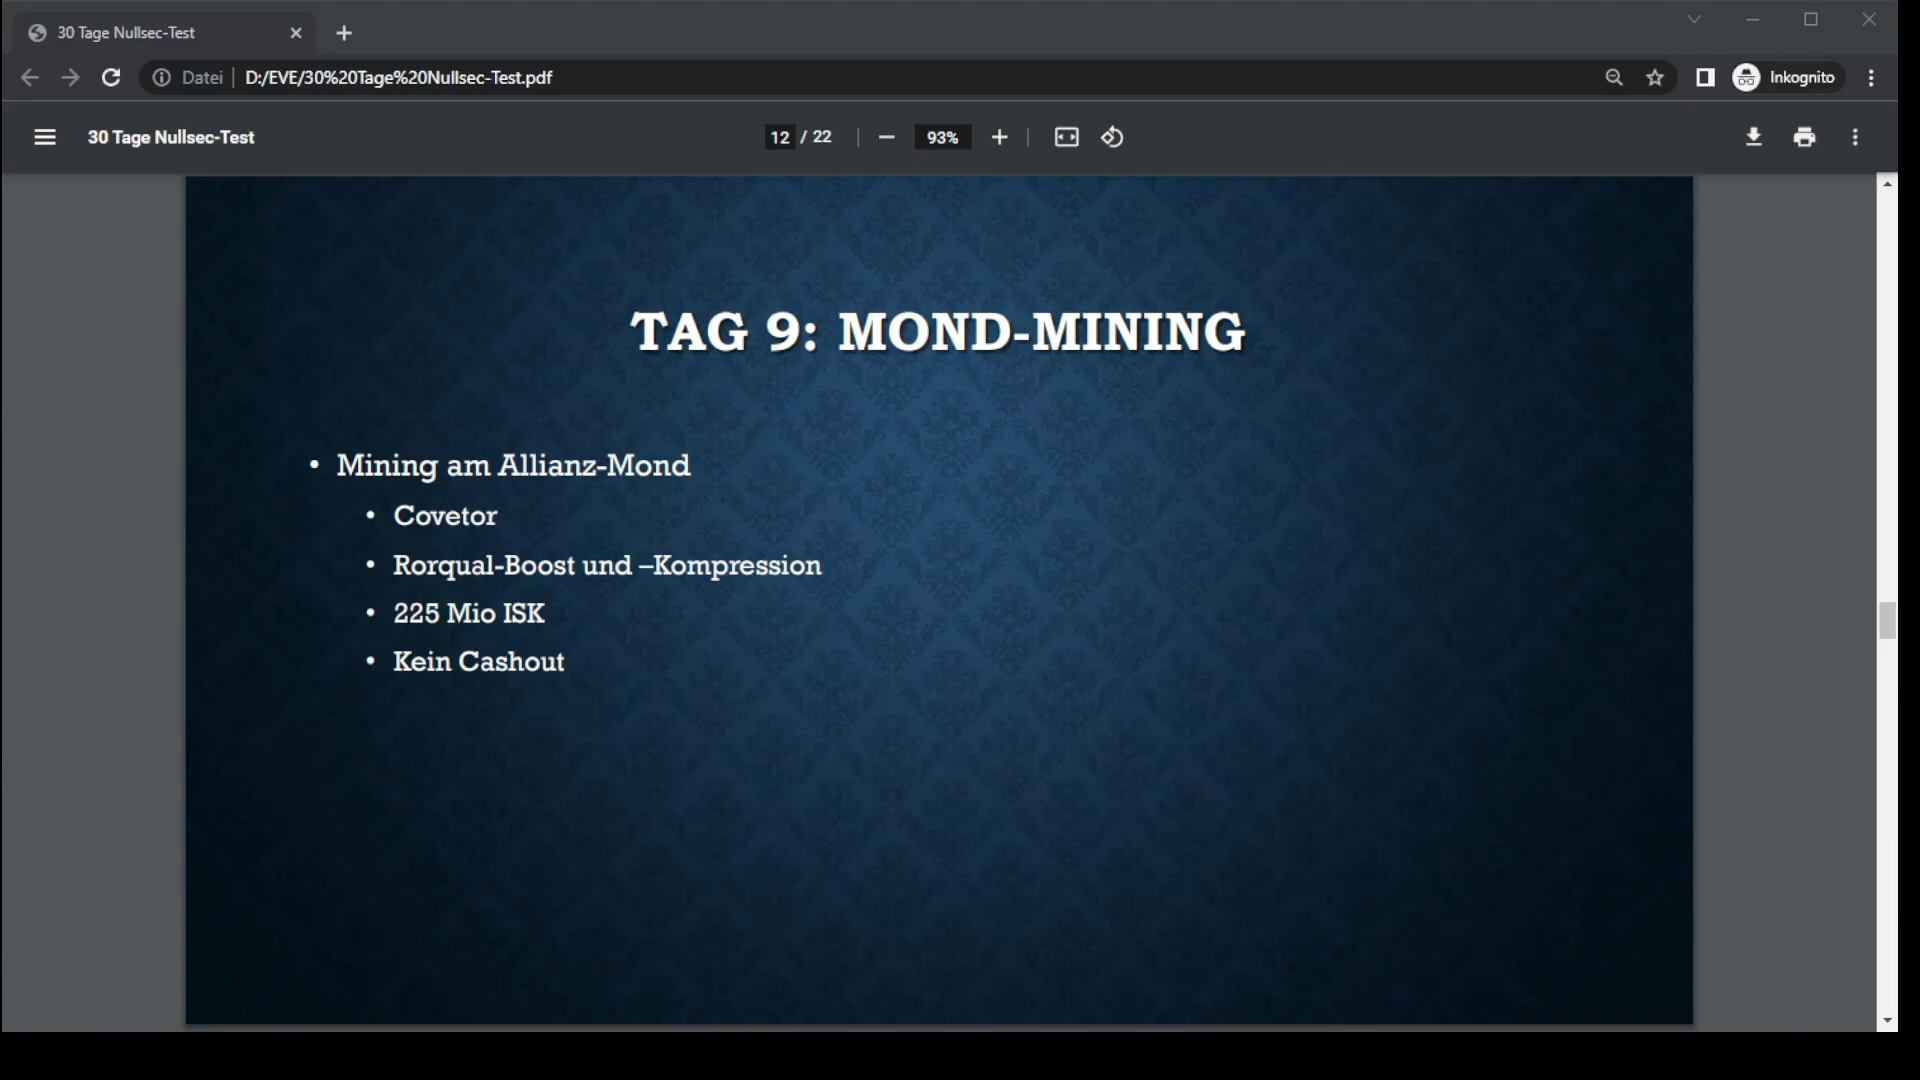 30 Tage Nullsec-Test
Datei D:/EVE/30%20Tage%20Nullsec-Test.pdf Inkognito
30 Tage Nullsec-Test 12 / 22 93%
TAG 9: MOND-MINING
• Mining am Allianz-Mond
• Covetor
• Rorqual-Boost und –Kompression
• 225 Mio ISK
• Kein Cashout